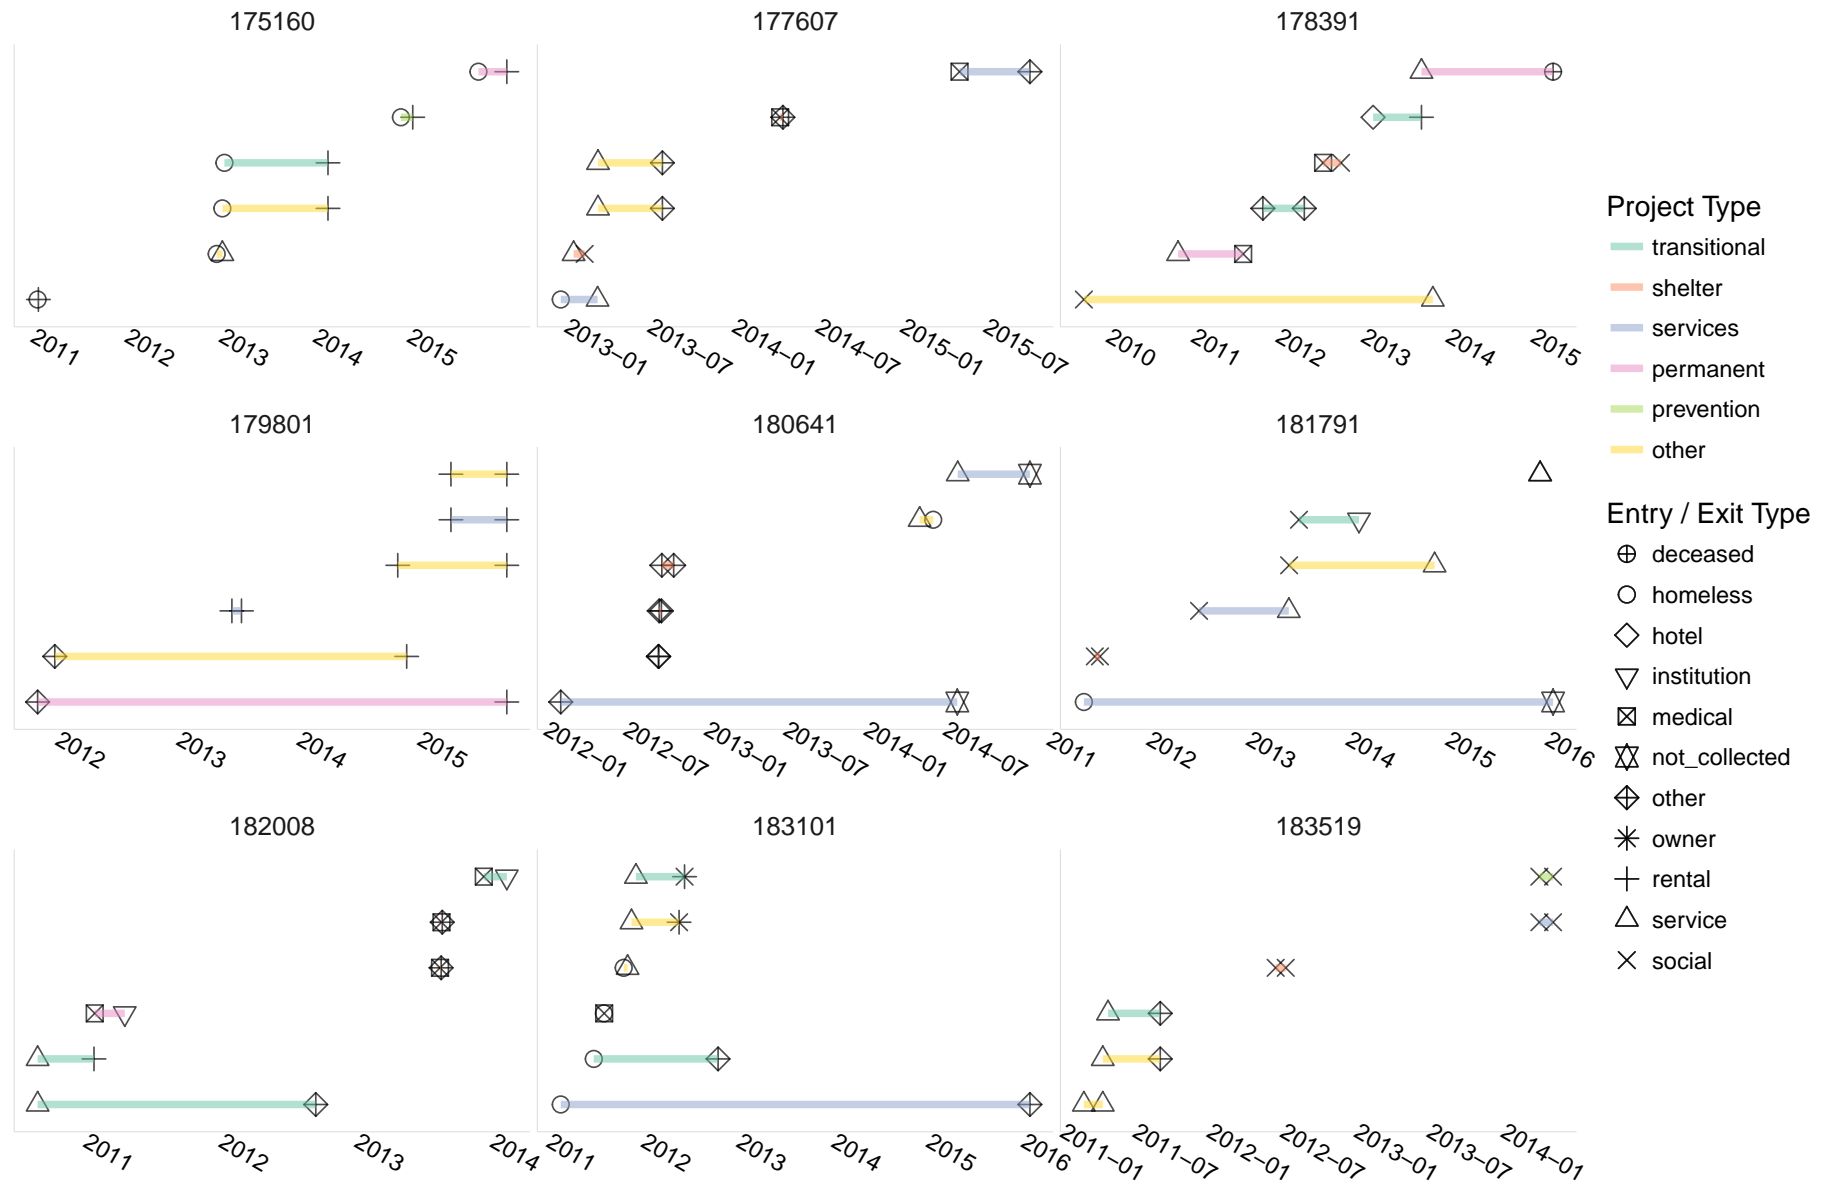 175160
177607
178391
2011 2012 2013 2014 2015
2013–01 2013–07 2014–01 2014–07 2015–01 2015–07
2010 2011 2012 2013 2014 2015
179801
180641
181791
2012 2013 2014 2015
2012–01 2012–07 2013–01 2013–07 2014–01 2014–07
2011 2012 2013 2014 2015 2016
182008
183101
183519
2011 2012 2013 2014
2011 2012 2013 2014 2015 2016
2011–01 2011–07 2012–01 2012–07 2013–01 2013–07 2014–01
Project Type
transitional
shelter
services
permanent
prevention
other
Entry / Exit Type
deceased
homeless
hotel
institution
medical
not_collected
other
owner
rental
service
social